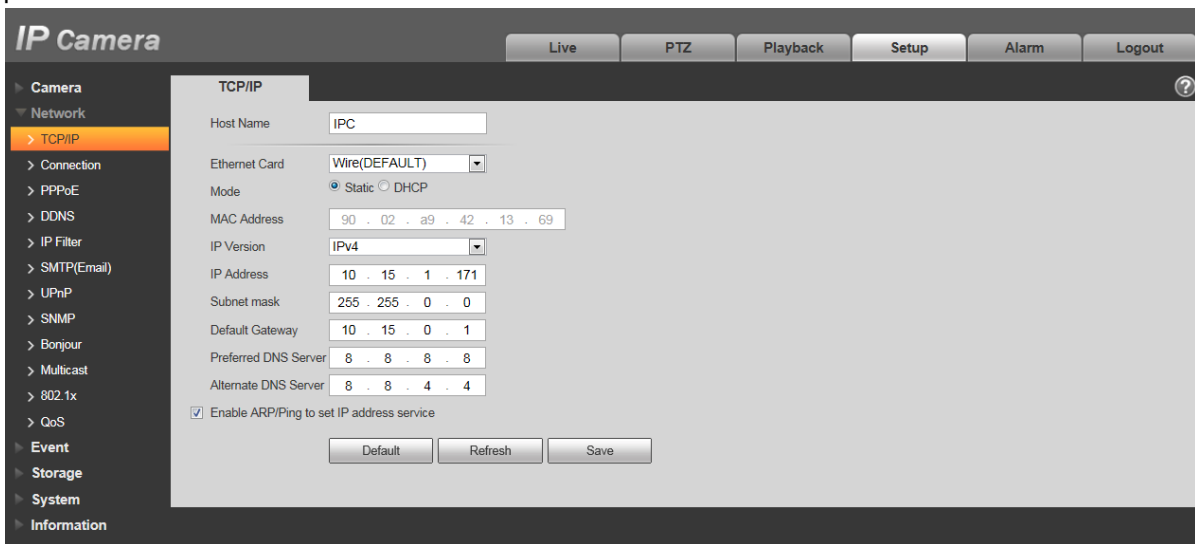 IP Camera
Live PTZ Playback Setup Alarm Logout
Camera
Network
TCP/IP
Connection
PPPoE
DDNS
IP Filter
SMTP(Email)
UPnP
SNMP
Bonjour
Multicast
802.1x
QoS
Event
Storage
System
Information
TCP/IP
?
Host Name IPC
Ethernet Card Wire(DEFAULT)
Mode Static DHCP
MAC Address 90 . 02 . a9 . 42 . 13 . 69
IP Version IPv4
IP Address 10 . 15 . 1 . 171
Subnet mask 255 . 255 . 0 . 0
Default Gateway 10 . 15 . 0 . 1
Preferred DNS Server 8 . 8 . 8 . 8
Alternate DNS Server 8 . 8 . 4 . 4
Enable ARP/Ping to set IP address service
Default Refresh Save